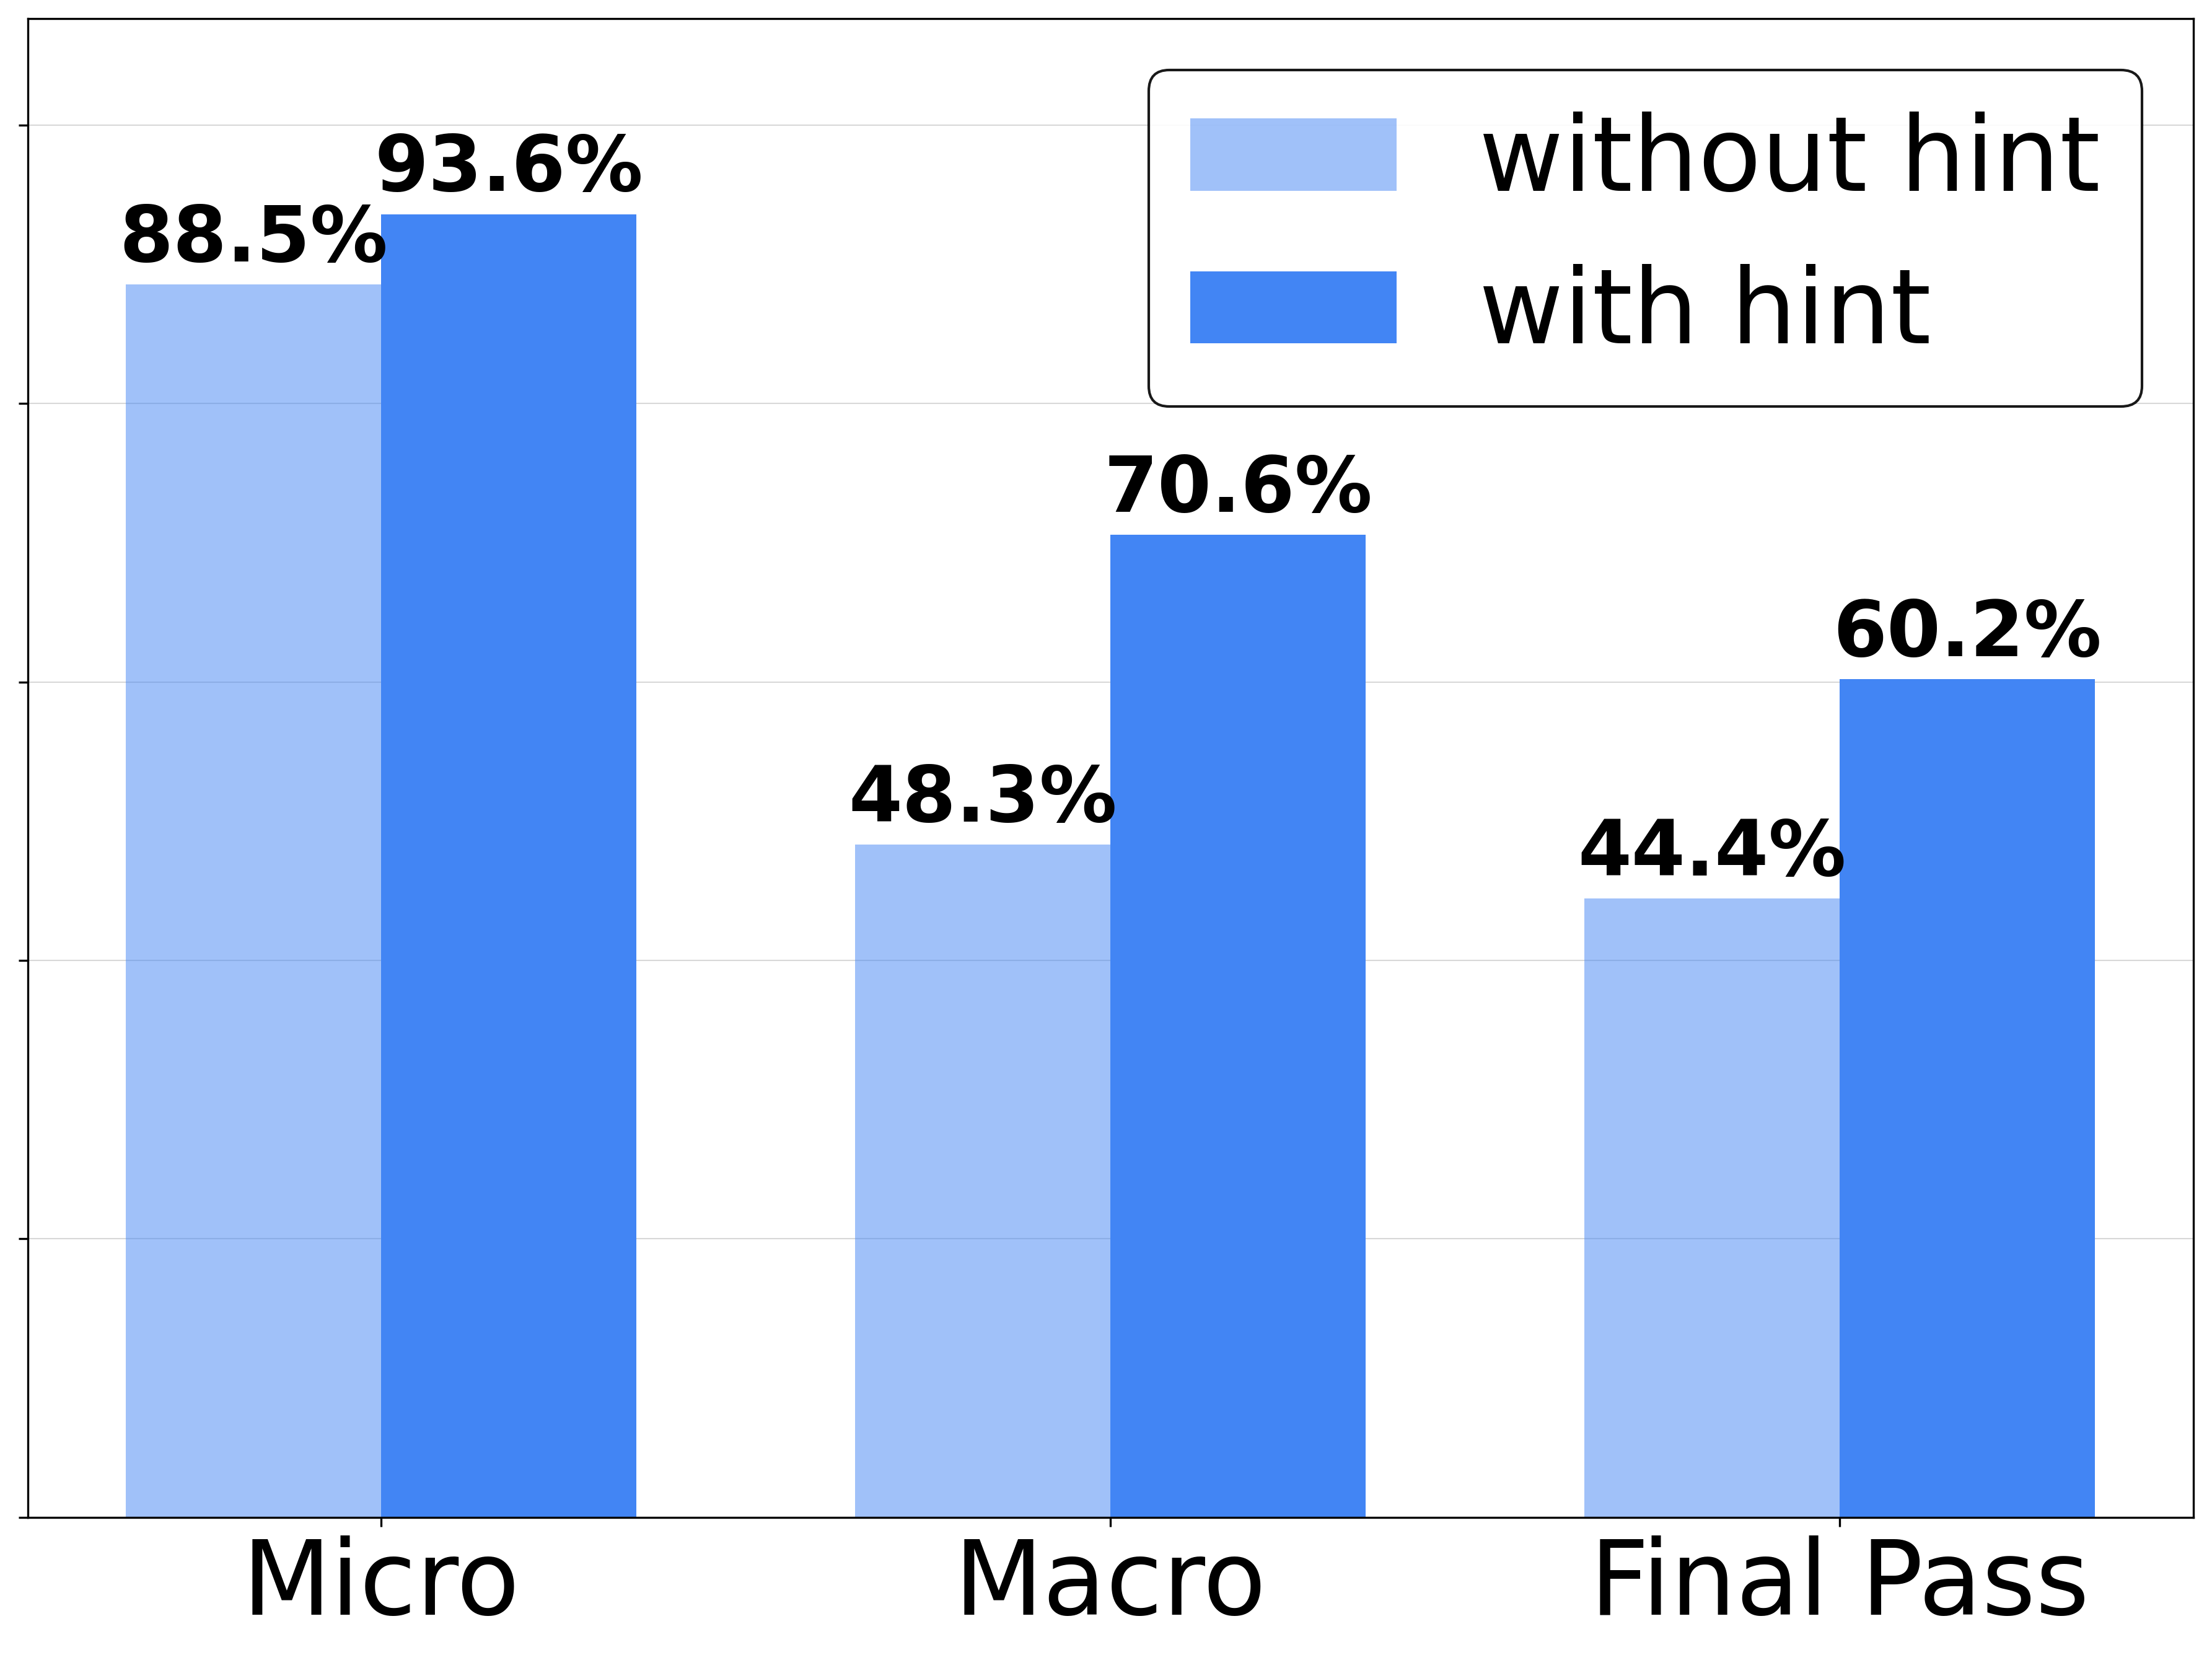 without hint
with hint
88.5%
93.6%
48.3%
70.6%
44.4%
60.2%
Micro
Macro
Final Pass